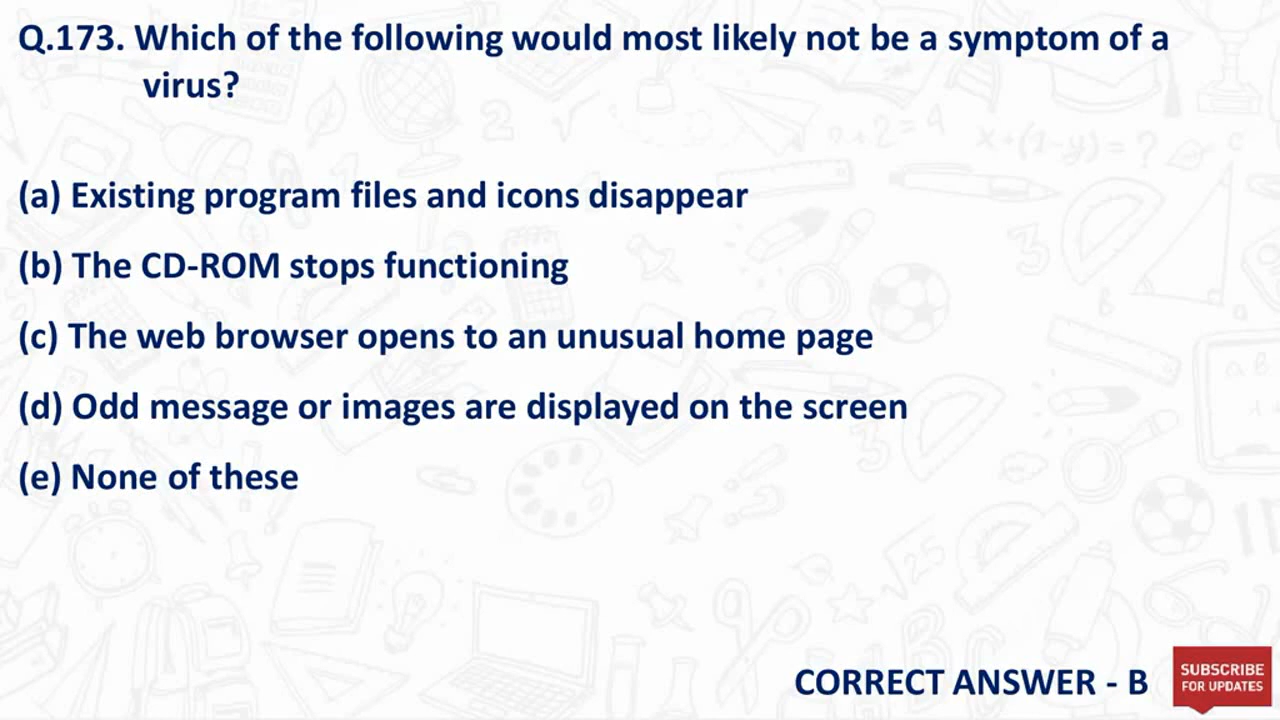 Q.173. Which of the following would most likely not be a symptom of a
virus?
(a) Existing program files and icons disappear
(b) The CD-ROM stops functioning
(c) The web browser opens to an unusual home page
(d) Odd message or images are displayed on the screen
(e) None of these
CORRECT ANSWER - B
SUBSCRIBE
FOR UPDATES